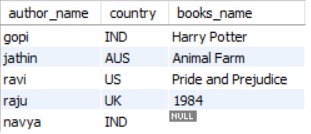 author_name country books_name
gopi IND Harry Potter
jathin AUS Animal Farm
ravi US Pride and Prejudice
raju UK 1984
navya IND NULL